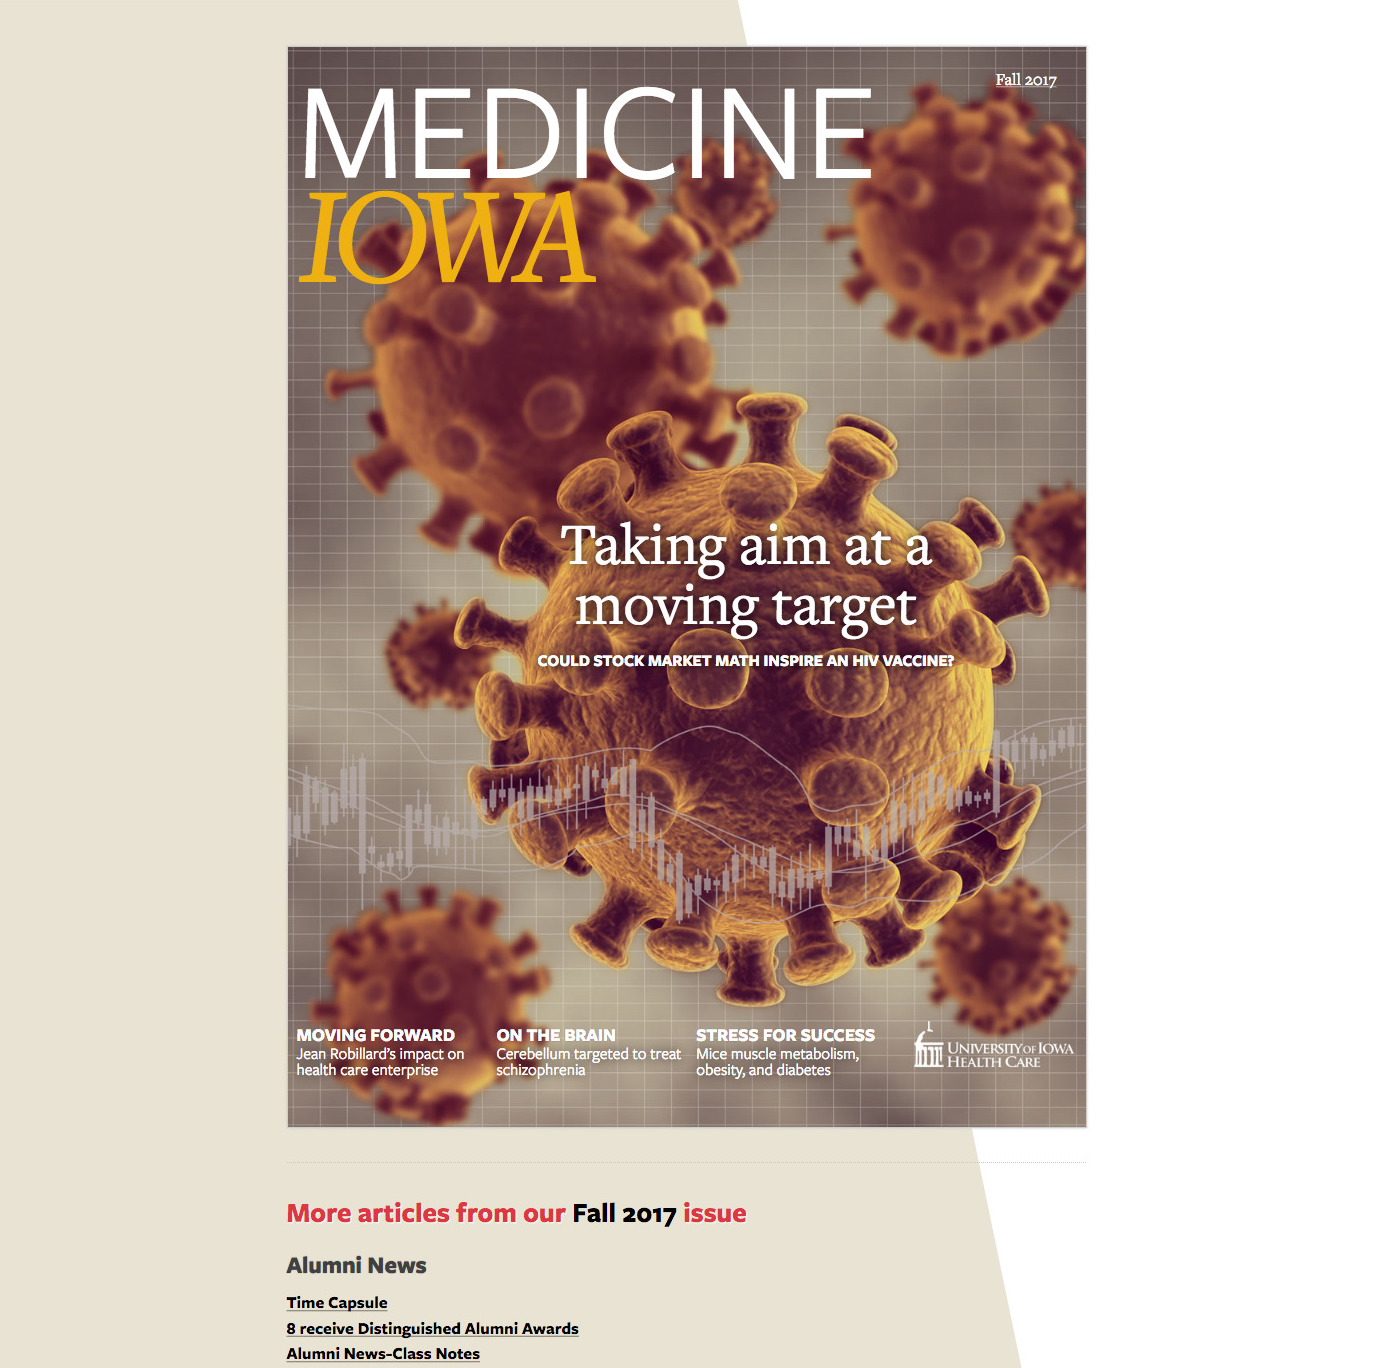 Fall 2017
MEDICINE
IOWA
Taking aim at a
moving target
COULD STOCK MARKET MATH INSPIRE AN HIV VACCINE?
MOVING FORWARD
Jean Robillard's impact on
health care enterprise
ON THE BRAIN
Cerebellum targeted to treat
schizophrenia
STRESS FOR SUCCESS
Mice muscle metabolism,
obesity, and diabetes
UNIVERSITY OF IOWA
HEALTH CARE
More articles from our Fall 2017 issue
Alumni News
Time Capsule
8 receive Distinguished Alumni Awards
Alumni News-Class Notes